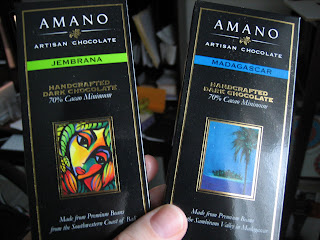 AMANO
ARTISAN CHOCOLATE
JEMBRANA
HANDCRAFTED
DARK CHOCOLATE
70% Cacao Minimum
Made from Premium Beans
from the Southwestern Coast of
AMANO
ARTISAN CHOCOLATE
MADAGASCAR
HANDCRAFTED
DARK CHOCOLATE
70% Cacao Minimum
Made from Premium Beans
the Sambirano Valley in Madagascar